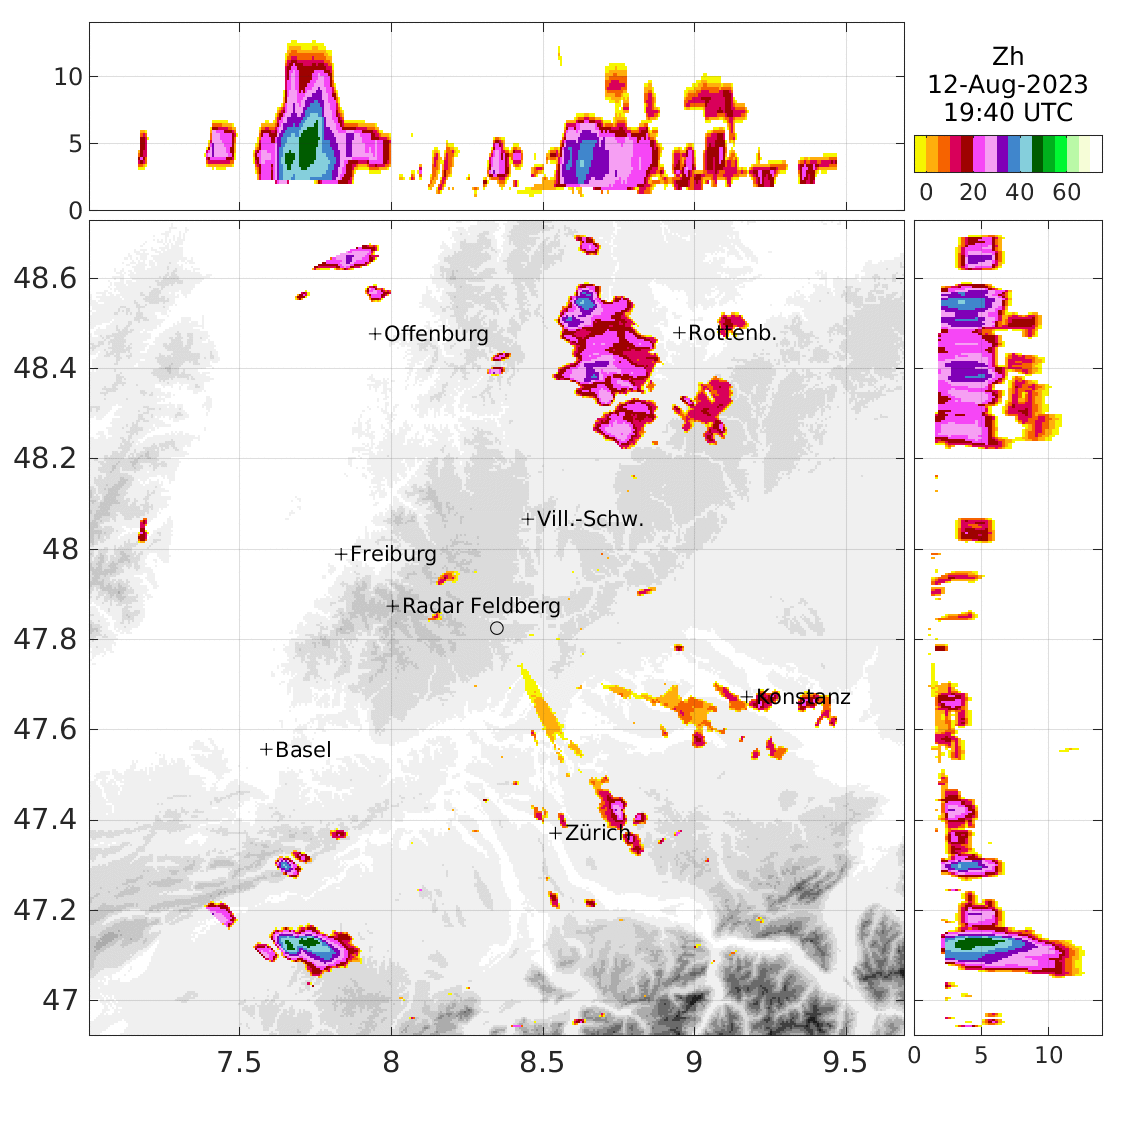 10
5
0
Zh
12-Aug-2023
19:40 UTC
0 20 40 60
48.6
48.4
48.2
48
47.8
47.6
47.4
47.2
47
Offenburg
Rottenb.
Vill.-Schw.
Freiburg
Radar Feldberg
Konstanz
Basel
Zürich
7.5 8 8.5 9 9.5
0 5 10